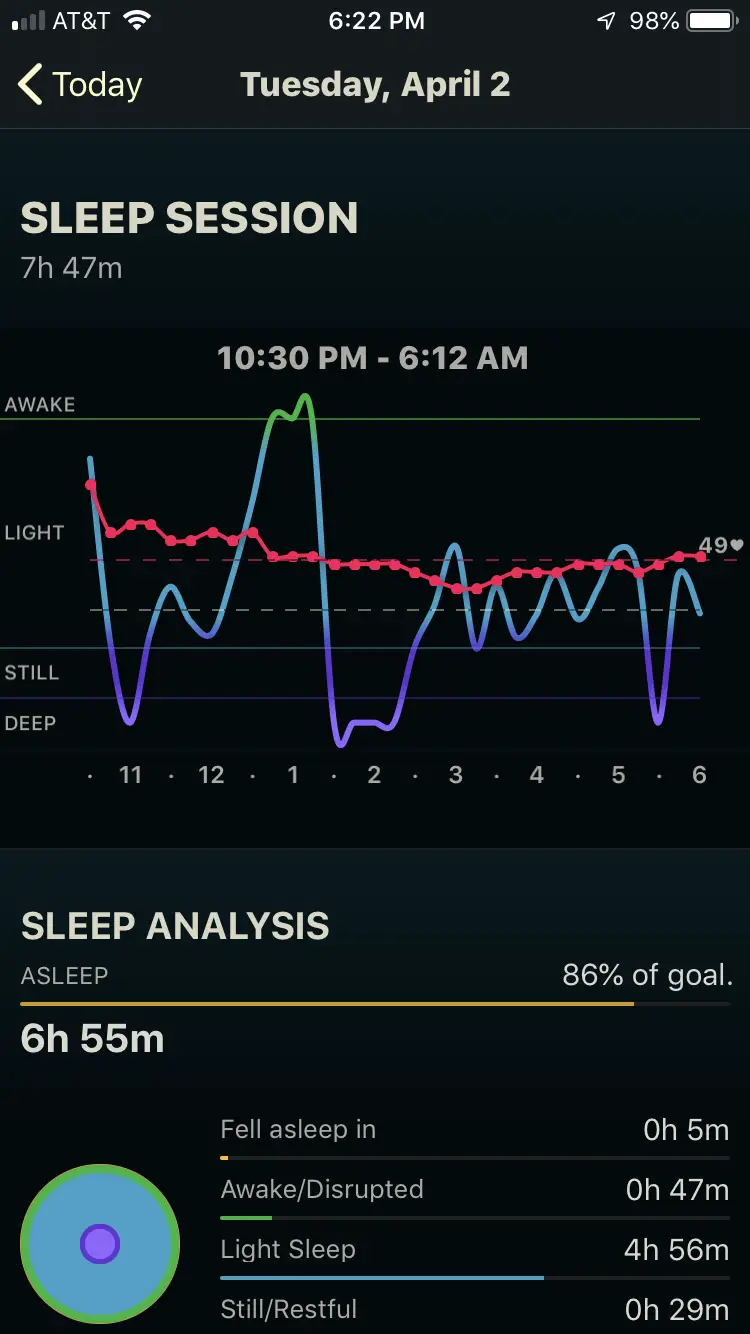 AT&T 6:22 PM 98%
Today Tuesday, April 2
SLEEP SESSION
7h 47m
10:30 PM - 6:12 AM
AWAKE
LIGHT
49♥
STILL
DEEP
· 11 · 12 · 1 · 2 · 3 · 4 · 5 · 6
SLEEP ANALYSIS
ASLEEP 86% of goal.
6h 55m
Fell asleep in 0h 5m
Awake/Disrupted 0h 47m
Light Sleep 4h 56m
Still/Restful 0h 29m